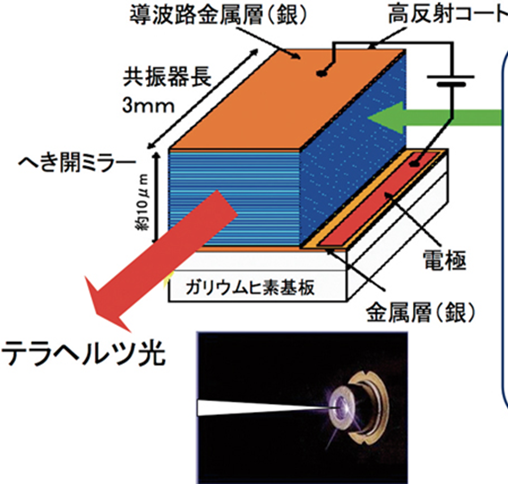 導波路金属層（銀）
高反射コート
共振器長
3mm
へき開ミラー
約10μm
電極
ガリウムヒ素基板
金属層（銀）
テラヘルツ光